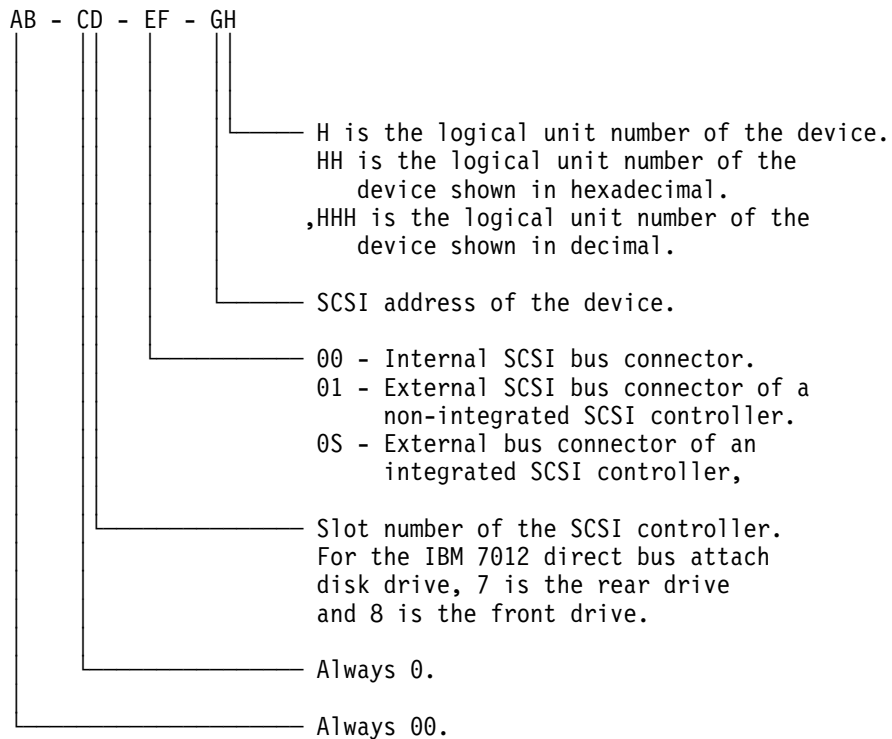 AB - CD - EF - GH
H is the logical unit number of the device.
HH is the logical unit number of the
device shown in hexadecimal.
,HHH is the logical unit number of the
device shown in decimal.
SCSI address of the device.
00 - Internal SCSI bus connector.
01 - External SCSI bus connector of a
non-integrated SCSI controller.
0S - External bus connector of an
integrated SCSI controller,
Slot number of the SCSI controller.
For the IBM 7012 direct bus attach
disk drive, 7 is the rear drive
and 8 is the front drive.
Always 0.
Always 00.